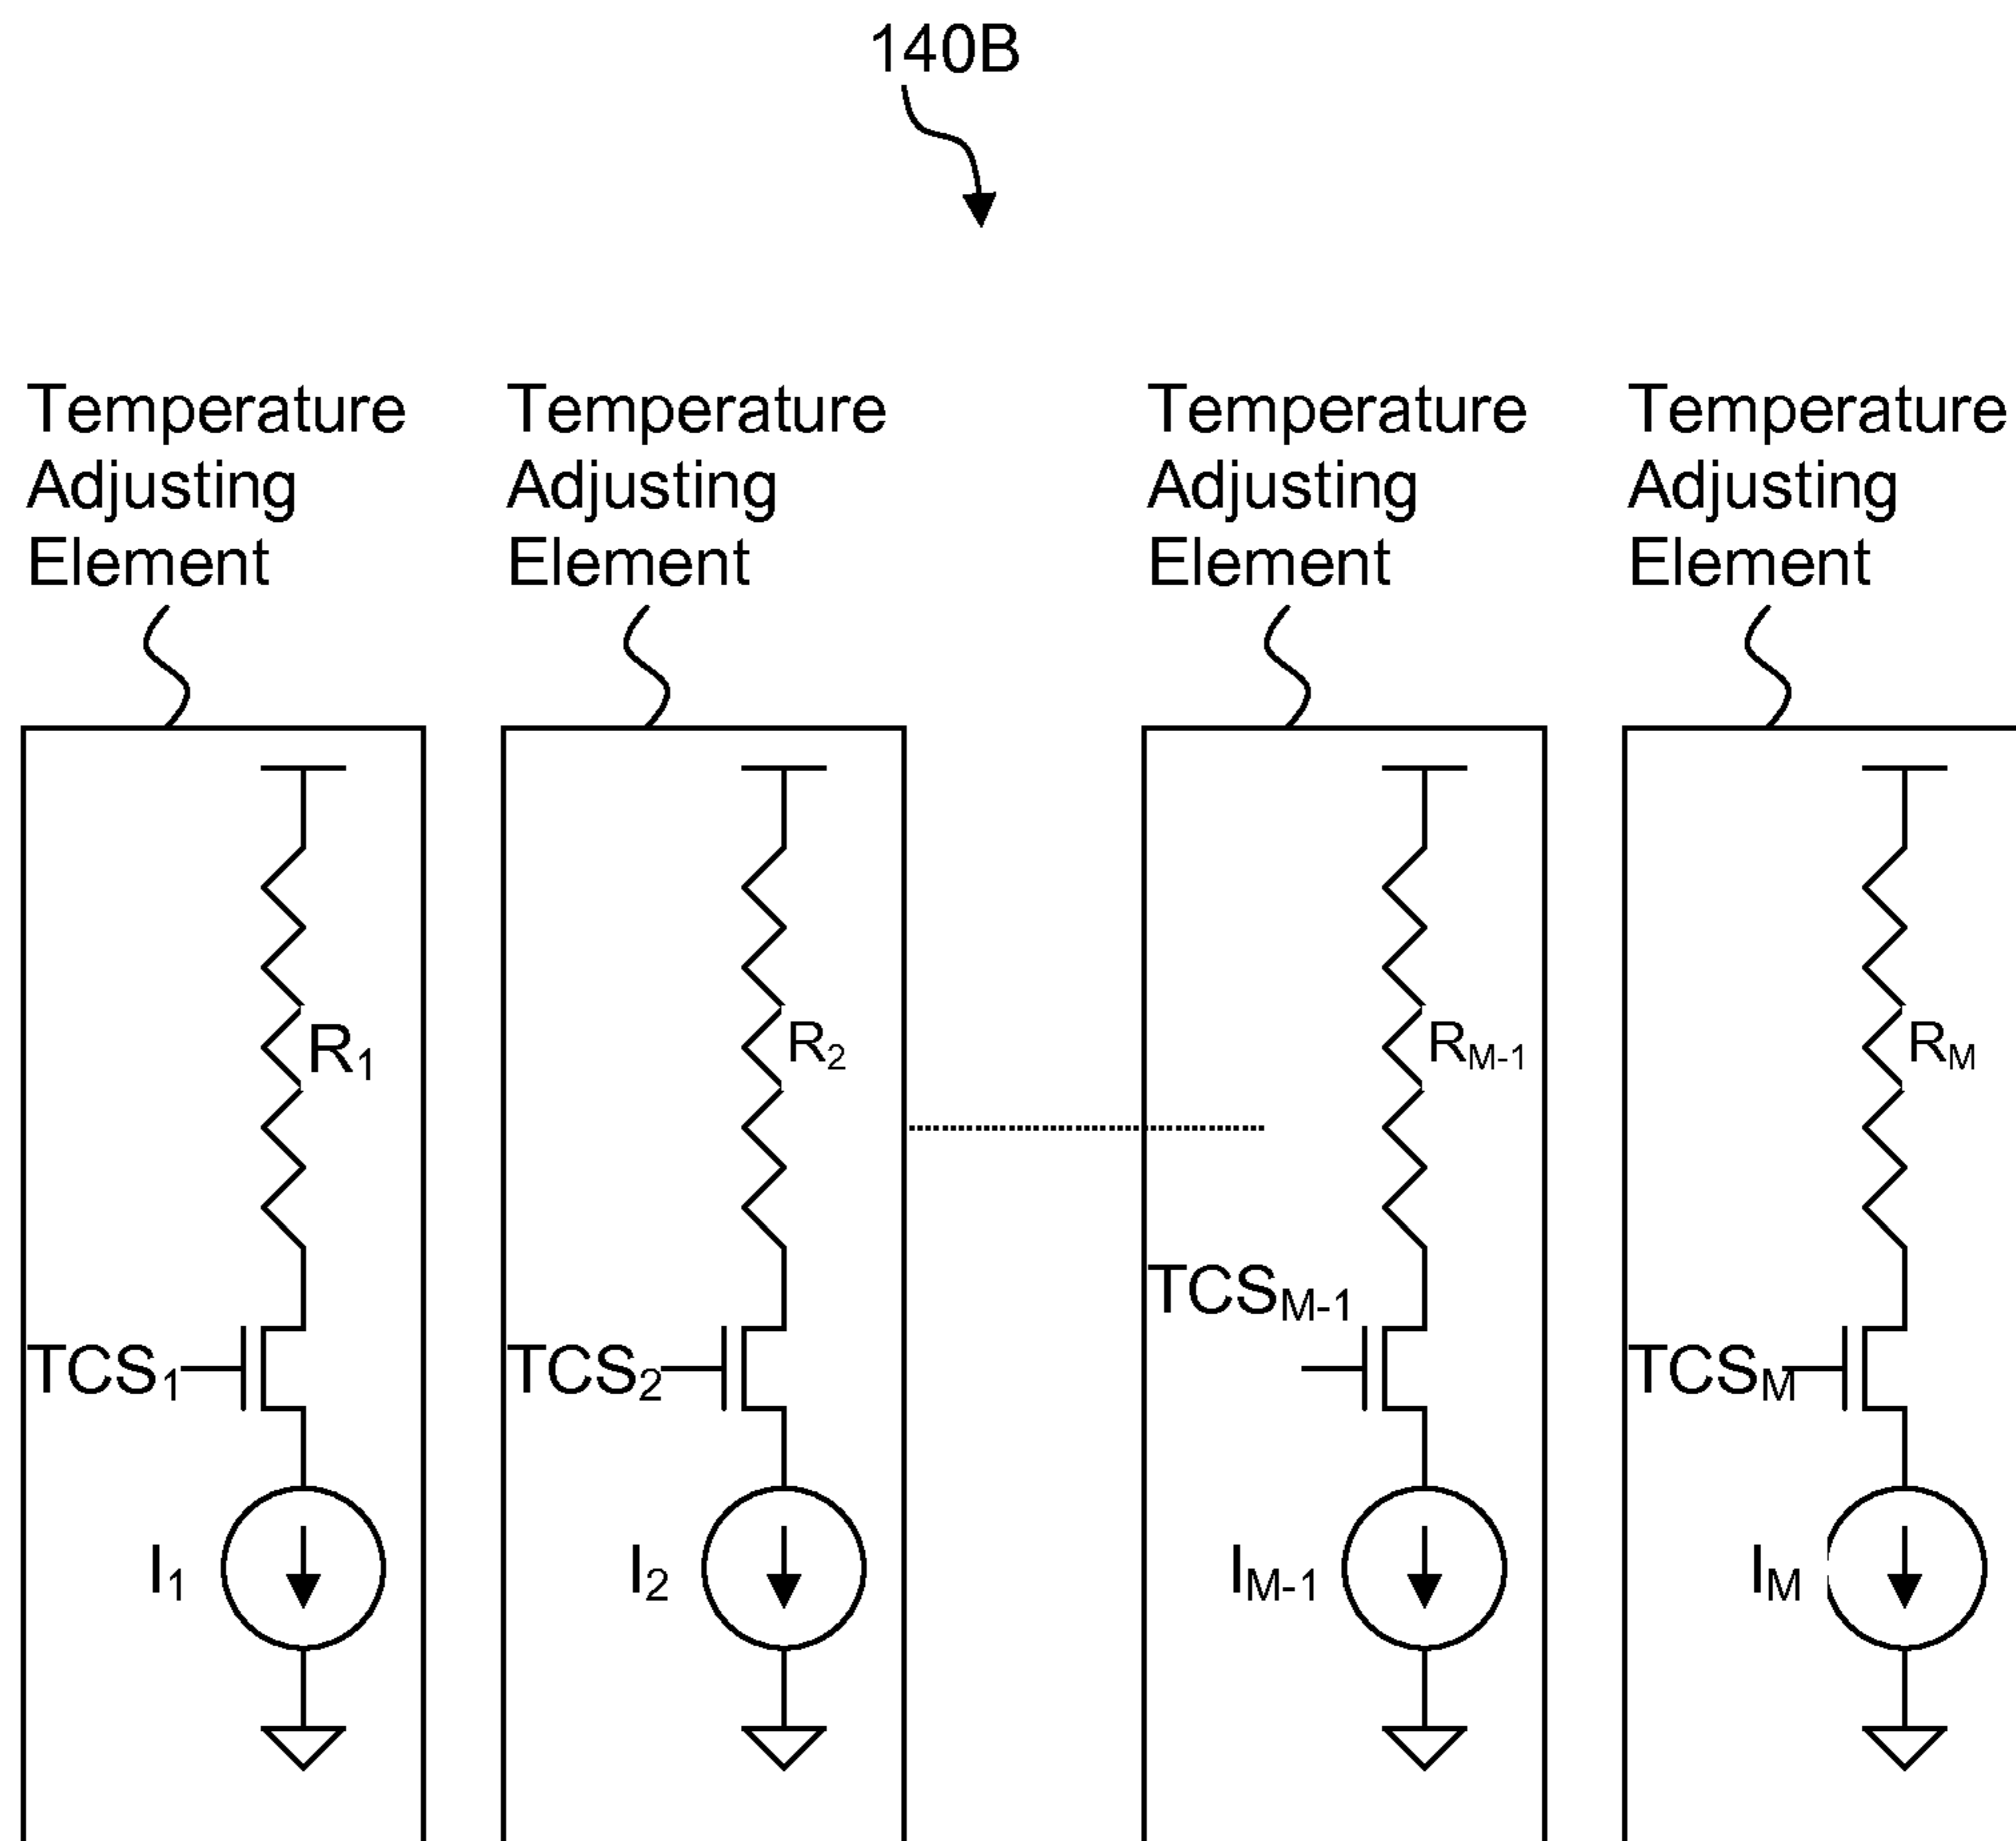 140B
Temperature
Adjusting
Element
Temperature
Adjusting
Element
Temperature
Adjusting
Element
Temperature
Adjusting
Element
R1
R2
RM-1
RM
TCS1
TCS2
TCSM-1
TCSM
I1
I2
IM-1
IM